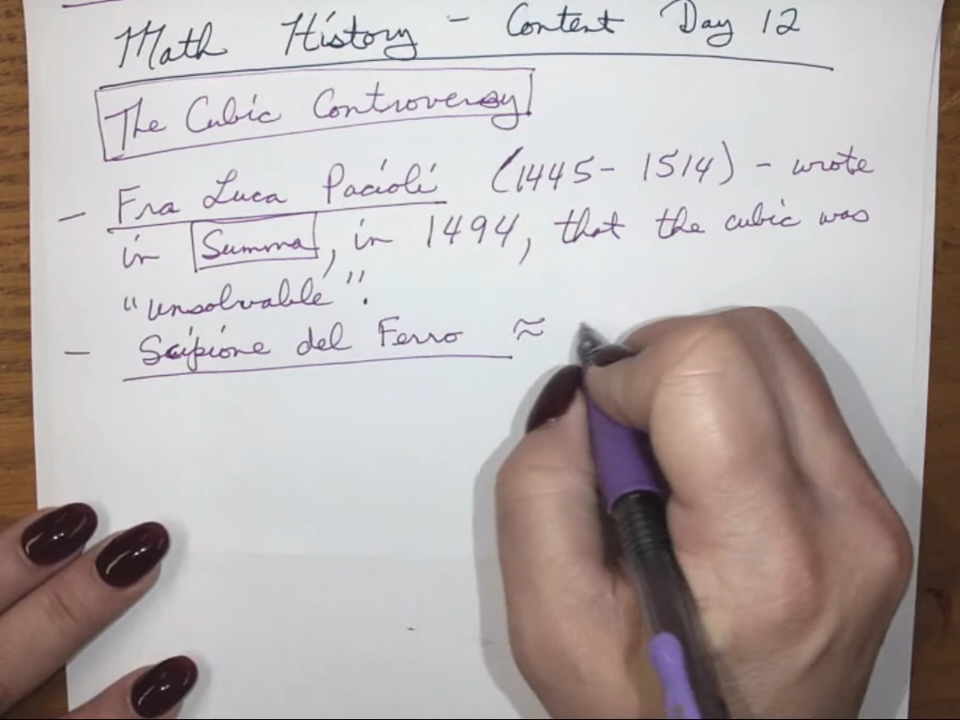 Math History - Content Day 12
The Cubic Controversy
- Fra Luca Pacioli (1445- 1514) - wrote
in Summa, in 1494, that the cubic was
"unsolvable".
- Scipione del Ferro ≈